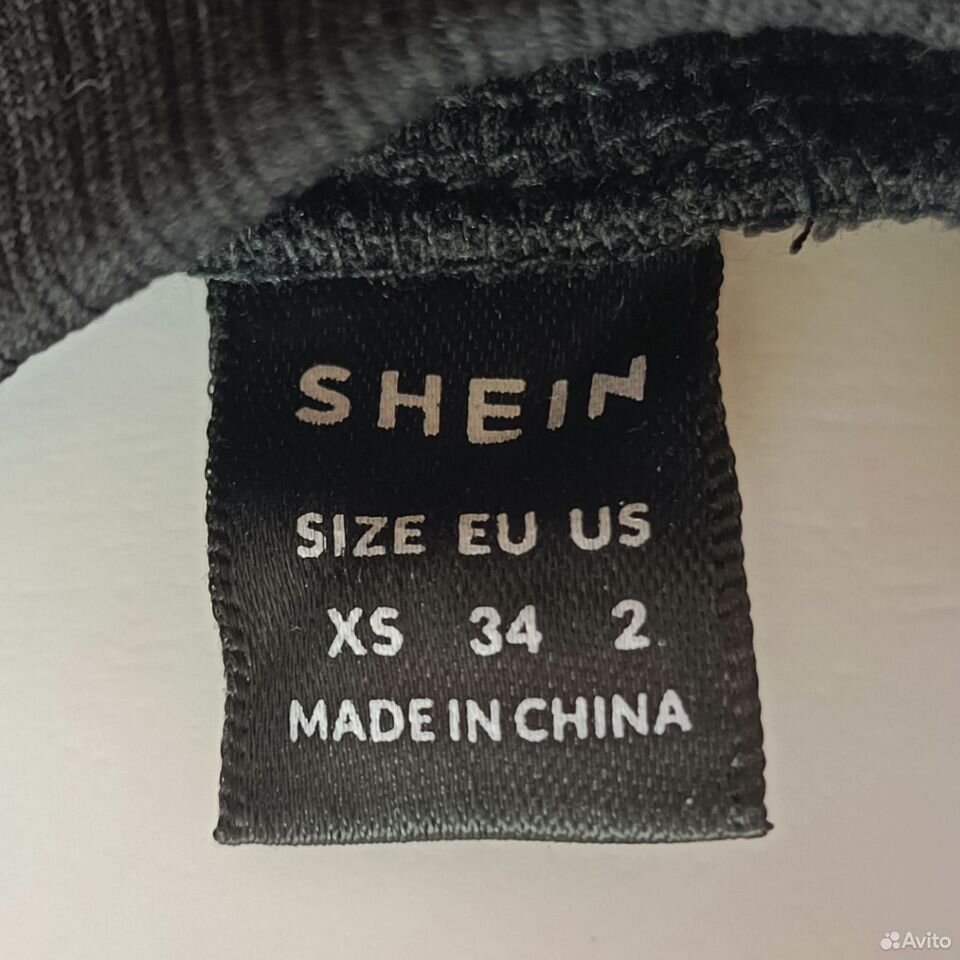 SHEIN
SIZE EU US
XS 34 2
MADE IN CHINA
Avito